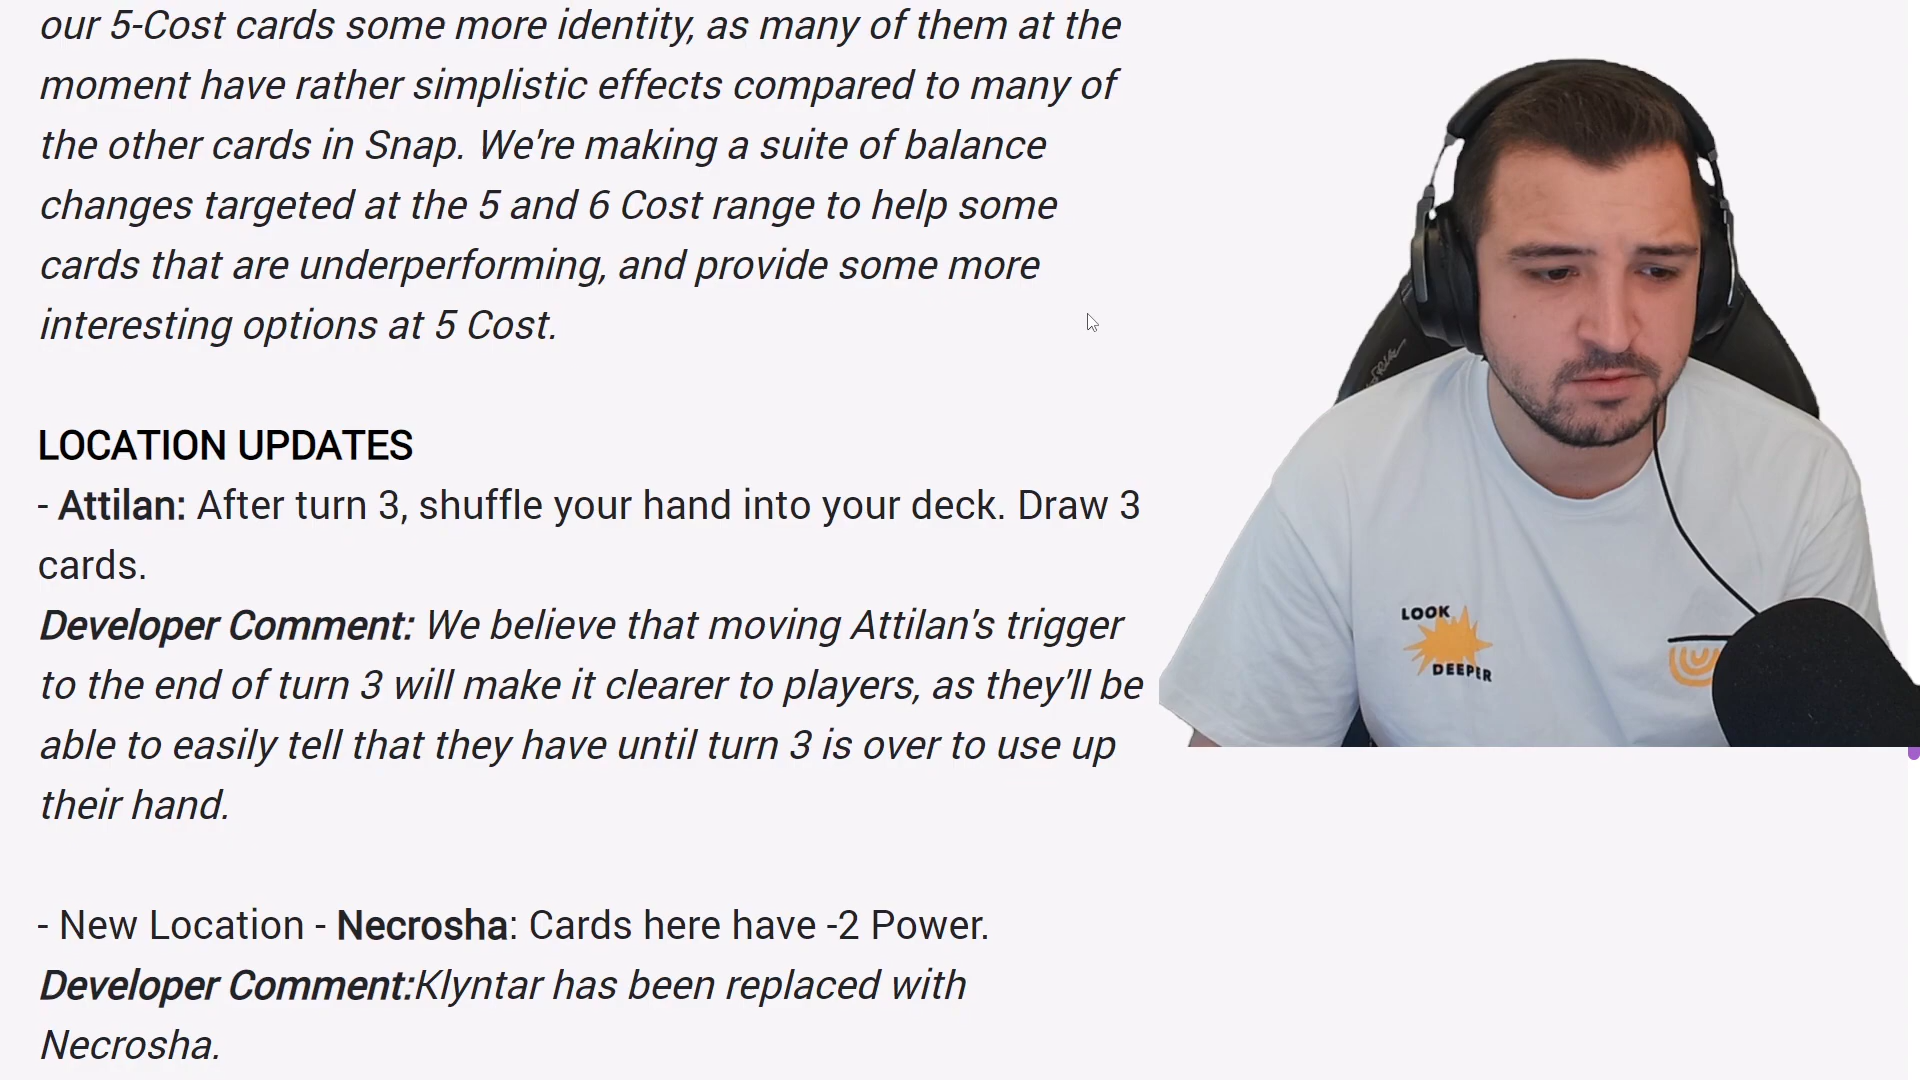 our 5-Cost cards some more identity, as many of them at the
moment have rather simplistic effects compared to many of
the other cards in Snap. We're making a suite of balance
changes targeted at the 5 and 6 Cost range to help some
cards that are underperforming, and provide some more
interesting options at 5 Cost.
LOCATION UPDATES
- Attilan: After turn 3, shuffle your hand into your deck. Draw 3
cards.
Developer Comment: We believe that moving Attilan's trigger
to the end of turn 3 will make it clearer to players, as they'll be
able to easily tell that they have until turn 3 is over to use up
their hand.
- New Location - Necrosha: Cards here have -2 Power.
Developer Comment:Klyntar has been replaced with
Necrosha.
LOOK
DEEPER